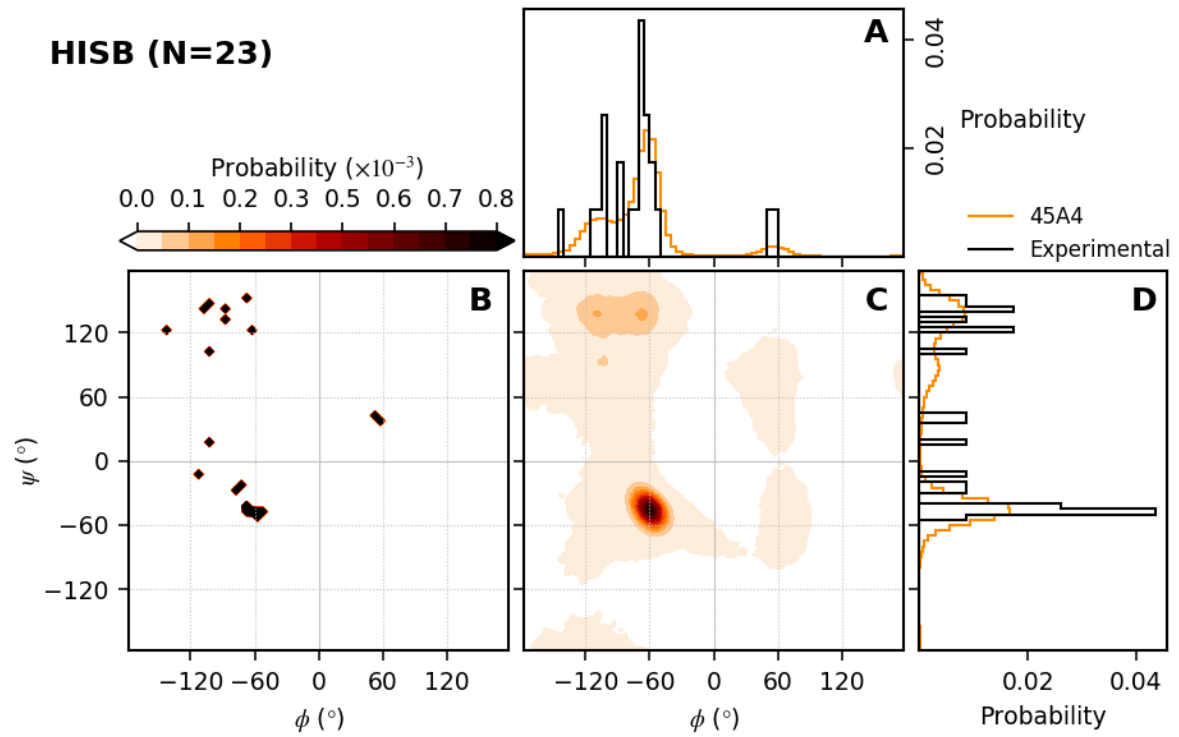 HISB (N=23)
A
0.04
0.02
Probability
Probability (×10⁻³)
0.0 0.1 0.2 0.3 0.5 0.6 0.7 0.8
45A4
Experimental
B
C
D
120
60
0
−60
−120
ψ (°)
−120 −60 0 60 120
ϕ (°)
−120 −60 0 60 120
ϕ (°)
0.02 0.04
Probability